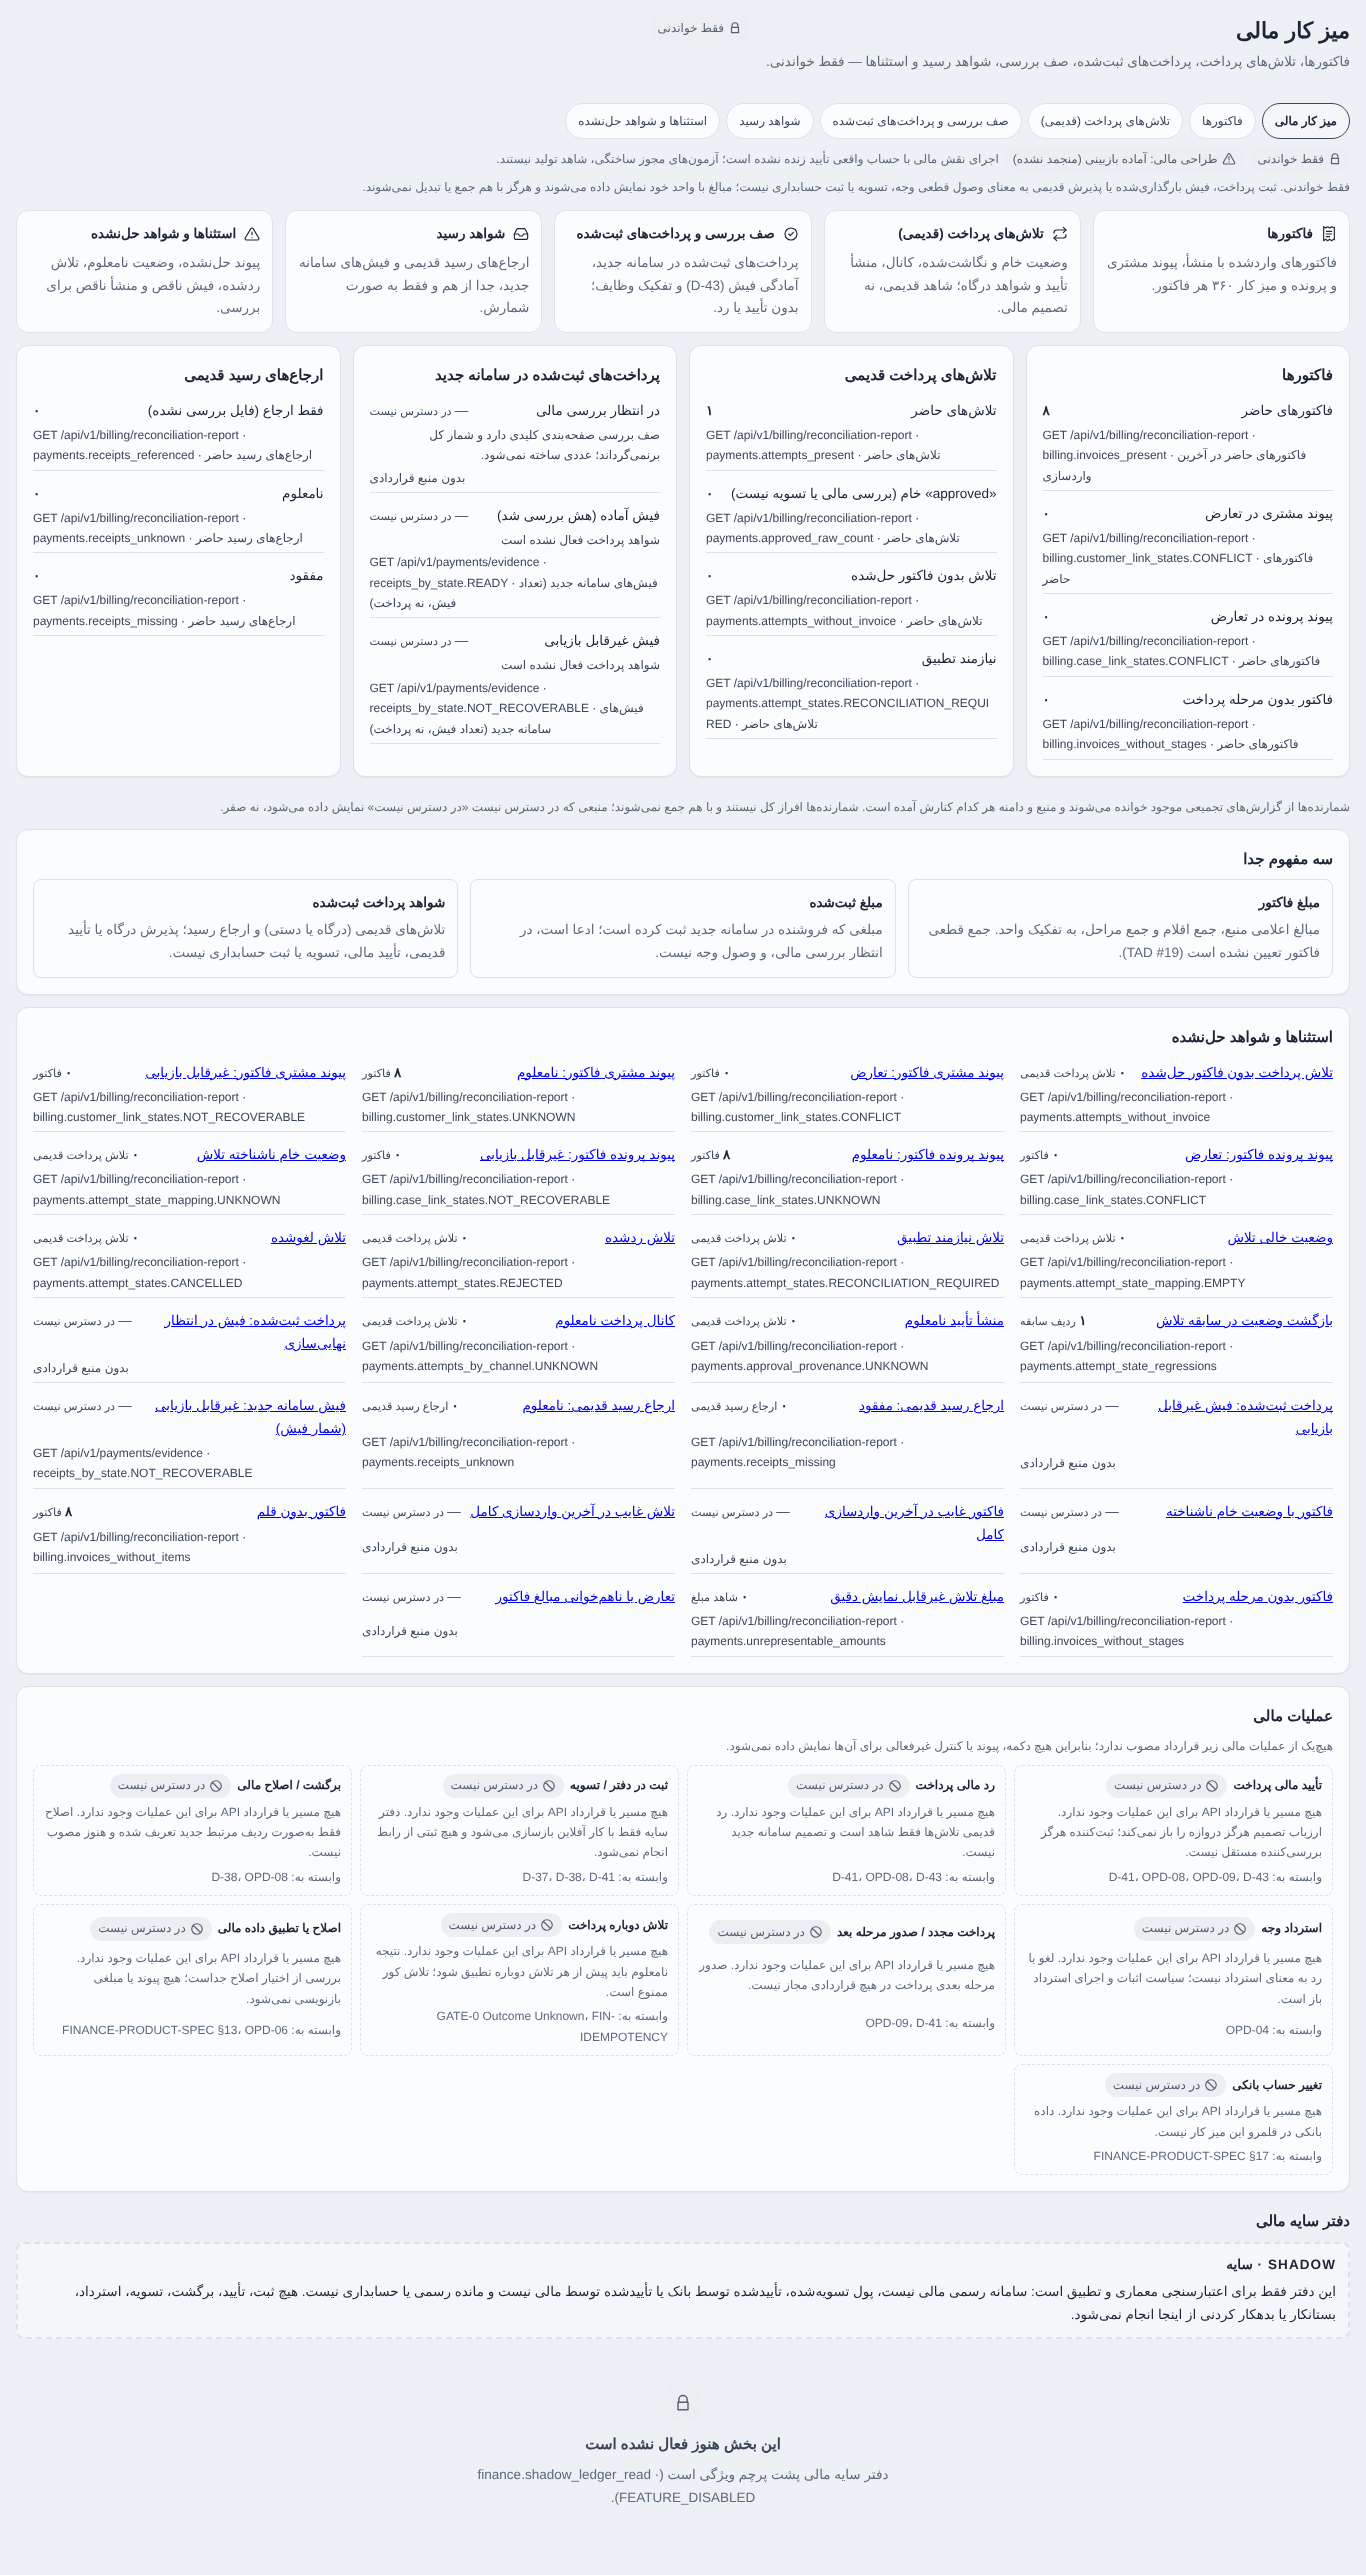 میز کار مالی
فقط خواندنی
فاکتورها، تلاش‌های پرداخت، پرداخت‌های ثبت‌شده، صف بررسی، شواهد رسید و استثناها — فقط خواندنی.
میز کار مالی
فاکتورها
تلاش‌های پرداخت (قدیمی)
صف بررسی و پرداخت‌های ثبت‌شده
شواهد رسید
استثناها و شواهد حل‌نشده
فقط خواندنی
طراحی مالی: آماده بازبینی (منجمد نشده)
اجرای نقش مالی با حساب واقعی تأیید زنده نشده است؛ آزمون‌های مجوز ساختگی، شاهد تولید نیستند.
فقط خواندنی. ثبت پرداخت، فیش بارگذاری‌شده یا پذیرش قدیمی به معنای وصول قطعی وجه، تسویه یا ثبت حسابداری نیست؛ مبالغ با واحد خود نمایش داده می‌شوند و هرگز با هم جمع یا تبدیل نمی‌شوند.
فاکتورها
فاکتورهای واردشده با منشأ، پیوند مشتری
و پرونده و میز کار ۳۶۰ هر فاکتور.
تلاش‌های پرداخت (قدیمی)
وضعیت خام و نگاشت‌شده، کانال، منشأ
تأیید و شواهد درگاه؛ شاهد قدیمی، نه
تصمیم مالی.
صف بررسی و پرداخت‌های ثبت‌شده
پرداخت‌های ثبت‌شده در سامانه جدید،
آمادگی فیش (D-43) و تفکیک وظایف؛
بدون تأیید یا رد.
شواهد رسید
ارجاع‌های رسید قدیمی و فیش‌های سامانه
جدید، جدا از هم و فقط به صورت
شمارش.
استثناها و شواهد حل‌نشده
پیوند حل‌نشده، وضعیت نامعلوم، تلاش
ردشده، فیش ناقص و منشأ ناقص برای
بررسی.
فاکتورها
فاکتورهای حاضر ۸
GET /api/v1/billing/reconciliation-report ·
billing.invoices_present · فاکتورهای حاضر در آخرین
واردسازی
پیوند مشتری در تعارض ۰
GET /api/v1/billing/reconciliation-report ·
billing.customer_link_states.CONFLICT · فاکتورهای
حاضر
پیوند پرونده در تعارض ۰
GET /api/v1/billing/reconciliation-report ·
billing.case_link_states.CONFLICT · فاکتورهای حاضر
فاکتور بدون مرحله پرداخت ۰
GET /api/v1/billing/reconciliation-report ·
billing.invoices_without_stages · فاکتورهای حاضر
تلاش‌های پرداخت قدیمی
تلاش‌های حاضر ۱
GET /api/v1/billing/reconciliation-report ·
payments.attempts_present · تلاش‌های حاضر
«approved» خام (بررسی مالی یا تسویه نیست) ۰
GET /api/v1/billing/reconciliation-report ·
payments.approved_raw_count · تلاش‌های حاضر
تلاش بدون فاکتور حل‌شده ۰
GET /api/v1/billing/reconciliation-report ·
payments.attempts_without_invoice · تلاش‌های حاضر
نیازمند تطبیق ۰
GET /api/v1/billing/reconciliation-report ·
payments.attempt_states.RECONCILIATION_REQUI
RED · تلاش‌های حاضر
پرداخت‌های ثبت‌شده در سامانه جدید
در انتظار بررسی مالی — در دسترس نیست
صف بررسی صفحه‌بندی کلیدی دارد و شمار کل
برنمی‌گرداند؛ عددی ساخته نمی‌شود.
بدون منبع قراردادی
فیش آماده (هش بررسی شد) — در دسترس نیست
شواهد پرداخت فعال نشده است
GET /api/v1/payments/evidence ·
receipts_by_state.READY · فیش‌های سامانه جدید (تعداد
فیش، نه پرداخت)
فیش غیرقابل بازیابی — در دسترس نیست
شواهد پرداخت فعال نشده است
GET /api/v1/payments/evidence ·
receipts_by_state.NOT_RECOVERABLE · فیش‌های
سامانه جدید (تعداد فیش، نه پرداخت)
ارجاع‌های رسید قدیمی
فقط ارجاع (فایل بررسی نشده) ۰
GET /api/v1/billing/reconciliation-report ·
payments.receipts_referenced · ارجاع‌های رسید حاضر
نامعلوم ۰
GET /api/v1/billing/reconciliation-report ·
payments.receipts_unknown · ارجاع‌های رسید حاضر
مفقود ۰
GET /api/v1/billing/reconciliation-report ·
payments.receipts_missing · ارجاع‌های رسید حاضر
شمارنده‌ها از گزارش‌های تجمیعی موجود خوانده می‌شوند و منبع و دامنه هر کدام کنارش آمده است. شمارنده‌ها افراز کل نیستند و با هم جمع نمی‌شوند؛ منبعی که در دسترس نیست «در دسترس نیست» نمایش داده می‌شود، نه صفر.
سه مفهوم جدا
مبلغ فاکتور
مبالغ اعلامی منبع، جمع اقلام و جمع مراحل، به تفکیک واحد. جمع قطعی
فاکتور تعیین نشده است (TAD #19).
مبلغ ثبت‌شده
مبلغی که فروشنده در سامانه جدید ثبت کرده است؛ ادعا است، در
انتظار بررسی مالی، و وصول وجه نیست.
شواهد پرداخت ثبت‌شده
تلاش‌های قدیمی (درگاه یا دستی) و ارجاع رسید؛ پذیرش درگاه یا تأیید
قدیمی، تأیید مالی، تسویه یا ثبت حسابداری نیست.
استثناها و شواهد حل‌نشده
تلاش پرداخت بدون فاکتور حل‌شده ۰ تلاش پرداخت قدیمی
GET /api/v1/billing/reconciliation-report ·
payments.attempts_without_invoice
پیوند مشتری فاکتور: تعارض ۰ فاکتور
GET /api/v1/billing/reconciliation-report ·
billing.customer_link_states.CONFLICT
پیوند مشتری فاکتور: نامعلوم ۸ فاکتور
GET /api/v1/billing/reconciliation-report ·
billing.customer_link_states.UNKNOWN
پیوند مشتری فاکتور: غیرقابل بازیابی ۰ فاکتور
GET /api/v1/billing/reconciliation-report ·
billing.customer_link_states.NOT_RECOVERABLE
پیوند پرونده فاکتور: تعارض ۰ فاکتور
GET /api/v1/billing/reconciliation-report ·
billing.case_link_states.CONFLICT
پیوند پرونده فاکتور: نامعلوم ۸ فاکتور
GET /api/v1/billing/reconciliation-report ·
billing.case_link_states.UNKNOWN
پیوند پرونده فاکتور: غیرقابل بازیابی ۰ فاکتور
GET /api/v1/billing/reconciliation-report ·
billing.case_link_states.NOT_RECOVERABLE
وضعیت خام ناشناخته تلاش ۰ تلاش پرداخت قدیمی
GET /api/v1/billing/reconciliation-report ·
payments.attempt_state_mapping.UNKNOWN
وضعیت خالی تلاش ۰ تلاش پرداخت قدیمی
GET /api/v1/billing/reconciliation-report ·
payments.attempt_state_mapping.EMPTY
تلاش نیازمند تطبیق ۰ تلاش پرداخت قدیمی
GET /api/v1/billing/reconciliation-report ·
payments.attempt_states.RECONCILIATION_REQUIRED
تلاش ردشده ۰ تلاش پرداخت قدیمی
GET /api/v1/billing/reconciliation-report ·
payments.attempt_states.REJECTED
تلاش لغوشده ۰ تلاش پرداخت قدیمی
GET /api/v1/billing/reconciliation-report ·
payments.attempt_states.CANCELLED
بازگشت وضعیت در سابقه تلاش ۱ ردیف سابقه
GET /api/v1/billing/reconciliation-report ·
payments.attempt_state_regressions
منشأ تأیید نامعلوم ۰ تلاش پرداخت قدیمی
GET /api/v1/billing/reconciliation-report ·
payments.approval_provenance.UNKNOWN
کانال پرداخت نامعلوم ۰ تلاش پرداخت قدیمی
GET /api/v1/billing/reconciliation-report ·
payments.attempts_by_channel.UNKNOWN
پرداخت ثبت‌شده: فیش در انتظار — در دسترس نیست
نهایی‌سازی
بدون منبع قراردادی
پرداخت ثبت‌شده: فیش غیرقابل — در دسترس نیست
بازیابی
بدون منبع قراردادی
ارجاع رسید قدیمی: مفقود ۰ ارجاع رسید قدیمی
GET /api/v1/billing/reconciliation-report ·
payments.receipts_missing
ارجاع رسید قدیمی: نامعلوم ۰ ارجاع رسید قدیمی
GET /api/v1/billing/reconciliation-report ·
payments.receipts_unknown
فیش سامانه جدید: غیرقابل بازیابی — در دسترس نیست
(شمار فیش)
GET /api/v1/payments/evidence ·
receipts_by_state.NOT_RECOVERABLE
فاکتور با وضعیت خام ناشناخته — در دسترس نیست
بدون منبع قراردادی
فاکتور غایب در آخرین واردسازی — در دسترس نیست
کامل
بدون منبع قراردادی
تلاش غایب در آخرین واردسازی کامل — در دسترس نیست
بدون منبع قراردادی
فاکتور بدون قلم ۸ فاکتور
GET /api/v1/billing/reconciliation-report ·
billing.invoices_without_items
فاکتور بدون مرحله پرداخت ۰ فاکتور
GET /api/v1/billing/reconciliation-report ·
billing.invoices_without_stages
مبلغ تلاش غیرقابل نمایش دقیق ۰ شاهد مبلغ
GET /api/v1/billing/reconciliation-report ·
payments.unrepresentable_amounts
تعارض یا ناهم‌خوانی مبالغ فاکتور — در دسترس نیست
بدون منبع قراردادی
عملیات مالی
هیچ‌یک از عملیات مالی زیر قرارداد مصوب ندارد؛ بنابراین هیچ دکمه، پیوند یا کنترل غیرفعالی برای آن‌ها نمایش داده نمی‌شود.
تأیید مالی پرداخت در دسترس نیست
هیچ مسیر یا قرارداد API برای این عملیات وجود ندارد.
ارزیاب تصمیم هرگز دروازه را باز نمی‌کند؛ ثبت‌کننده هرگز
بررسی‌کننده مستقل نیست.
وابسته به: D-41، OPD-08، OPD-09، D-43
رد مالی پرداخت در دسترس نیست
هیچ مسیر یا قرارداد API برای این عملیات وجود ندارد. رد
قدیمی تلاش‌ها فقط شاهد است و تصمیم سامانه جدید
نیست.
وابسته به: D-41، OPD-08، D-43
ثبت در دفتر / تسویه در دسترس نیست
هیچ مسیر یا قرارداد API برای این عملیات وجود ندارد. دفتر
سایه فقط با کار آفلاین بازسازی می‌شود و هیچ ثبتی از رابط
انجام نمی‌شود.
وابسته به: D-37، D-38، D-41
برگشت / اصلاح مالی در دسترس نیست
هیچ مسیر یا قرارداد API برای این عملیات وجود ندارد. اصلاح
فقط به‌صورت ردیف مرتبط جدید تعریف شده و هنوز مصوب
نیست.
وابسته به: D-38، OPD-08
استرداد وجه در دسترس نیست
هیچ مسیر یا قرارداد API برای این عملیات وجود ندارد. لغو یا
رد به معنای استرداد نیست؛ سیاست اثبات و اجرای استرداد
باز است.
وابسته به: OPD-04
پرداخت مجدد / صدور مرحله بعد در دسترس نیست
هیچ مسیر یا قرارداد API برای این عملیات وجود ندارد. صدور
مرحله بعدی پرداخت در هیچ قراردادی مجاز نیست.
وابسته به: OPD-09، D-41
تلاش دوباره پرداخت در دسترس نیست
هیچ مسیر یا قرارداد API برای این عملیات وجود ندارد. نتیجه
نامعلوم باید پیش از هر تلاش دوباره تطبیق شود؛ تلاش کور
ممنوع است.
وابسته به: GATE-0 Outcome Unknown، FIN-
IDEMPOTENCY
اصلاح یا تطبیق داده مالی در دسترس نیست
هیچ مسیر یا قرارداد API برای این عملیات وجود ندارد.
بررسی از اختیار اصلاح جداست؛ هیچ پیوند یا مبلغی
بازنویسی نمی‌شود.
وابسته به: FINANCE-PRODUCT-SPEC §13، OPD-06
تغییر حساب بانکی در دسترس نیست
هیچ مسیر یا قرارداد API برای این عملیات وجود ندارد. داده
بانکی در قلمرو این میز کار نیست.
وابسته به: FINANCE-PRODUCT-SPEC §17
دفتر سایه مالی
SHADOW · سایه
این دفتر فقط برای اعتبارسنجی معماری و تطبیق است: سامانه رسمی مالی نیست، پول تسویه‌شده، تأییدشده توسط بانک یا تأییدشده توسط مالی نیست و مانده رسمی یا حسابداری نیست. هیچ ثبت، تأیید، برگشت، تسویه، استرداد،
بستانکار یا بدهکار کردنی از اینجا انجام نمی‌شود.
این بخش هنوز فعال نشده است
دفتر سایه مالی پشت پرچم ویژگی است (finance.shadow_ledger_read ·
FEATURE_DISABLED).